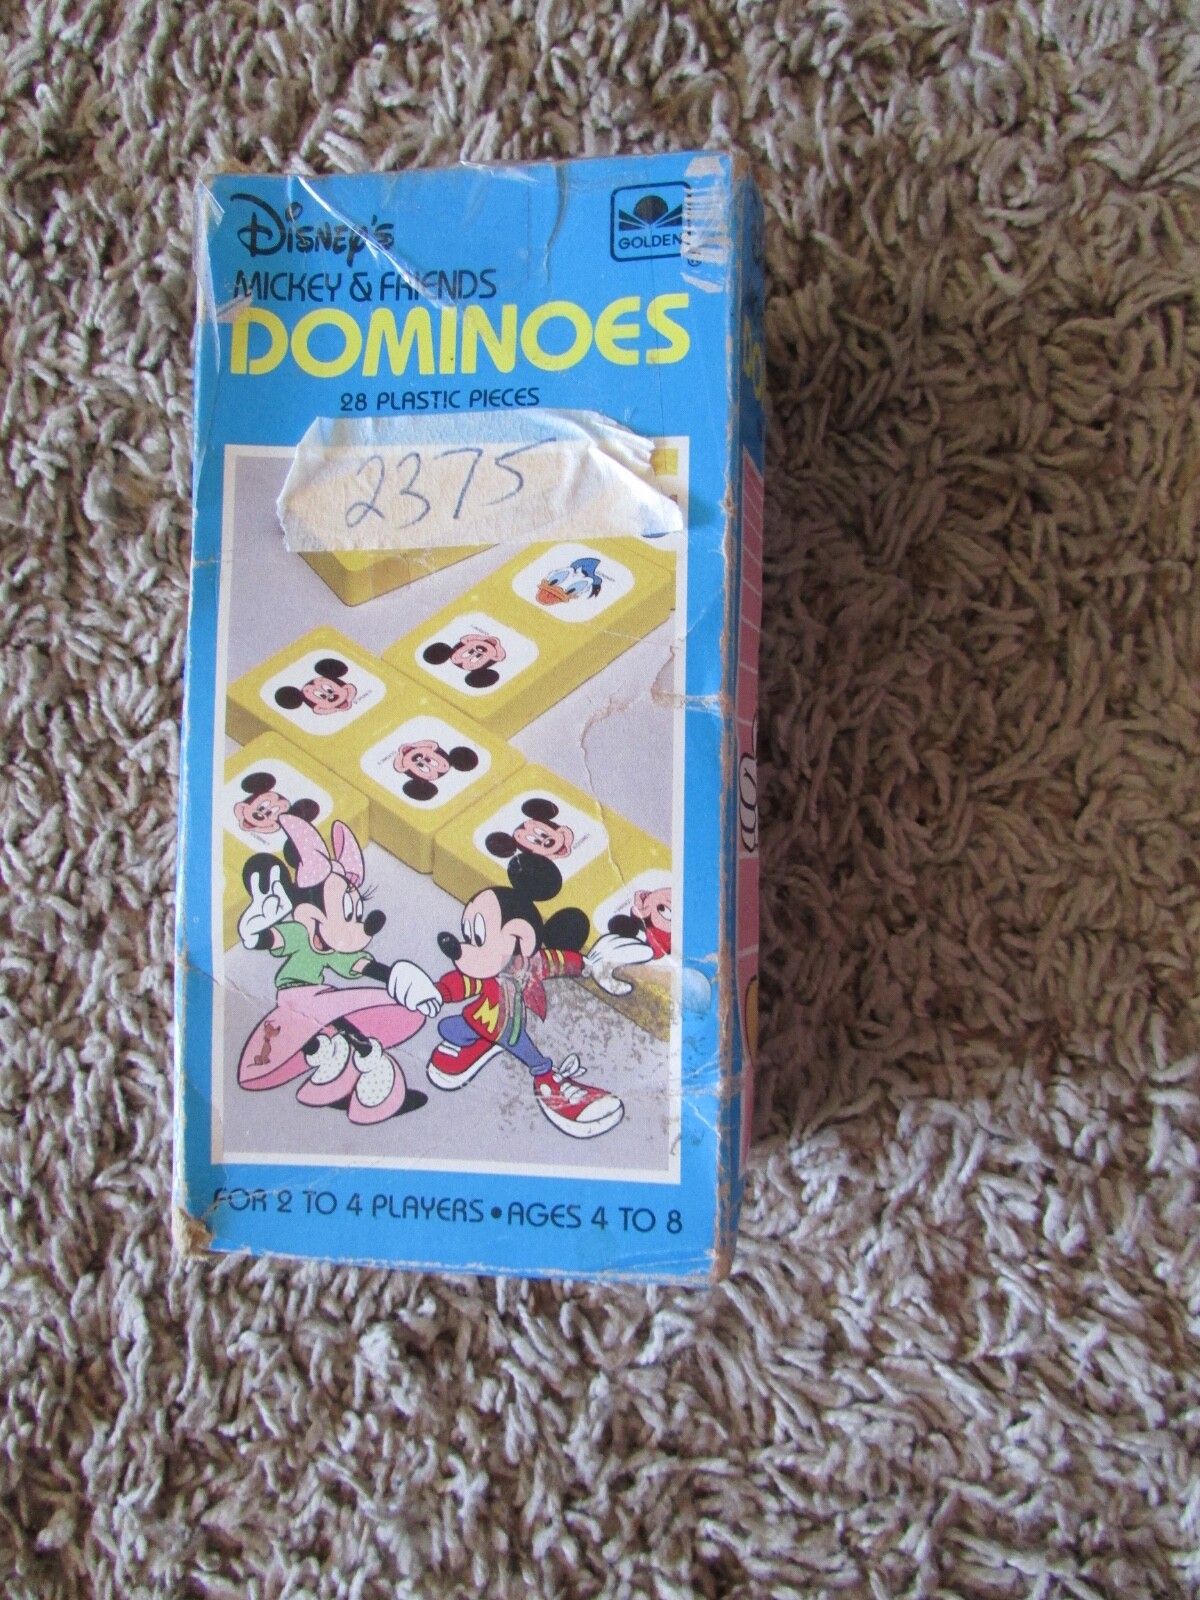 Disney's
GOLDEN®
MICKEY & FRIENDS
DOMINOES
28 PLASTIC PIECES
2375
M
FOR 2 TO 4 PLAYERS • AGES 4 TO 8